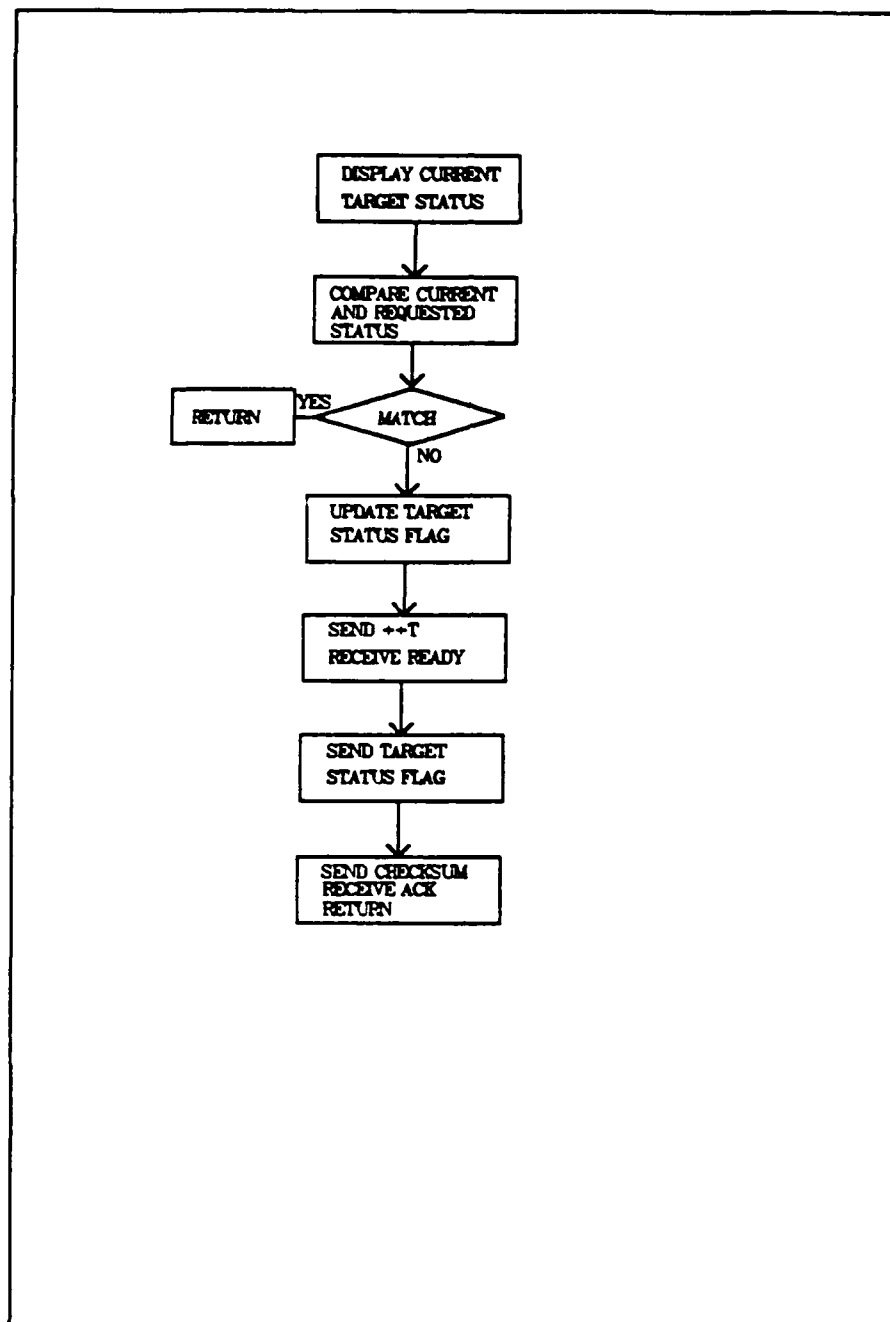 DISPLAY CURRENT
TARGET STATUS
COMPARE CURRENT
AND REQUESTED
STATUS
YES
RETURN
MATCH
NO
UPDATE TARGET
STATUS FLAG
SEND ++T
RECEIVE READY
SEND TARGET
STATUS FLAG
SEND CHECKSUM
RECEIVE ACK
RETURN